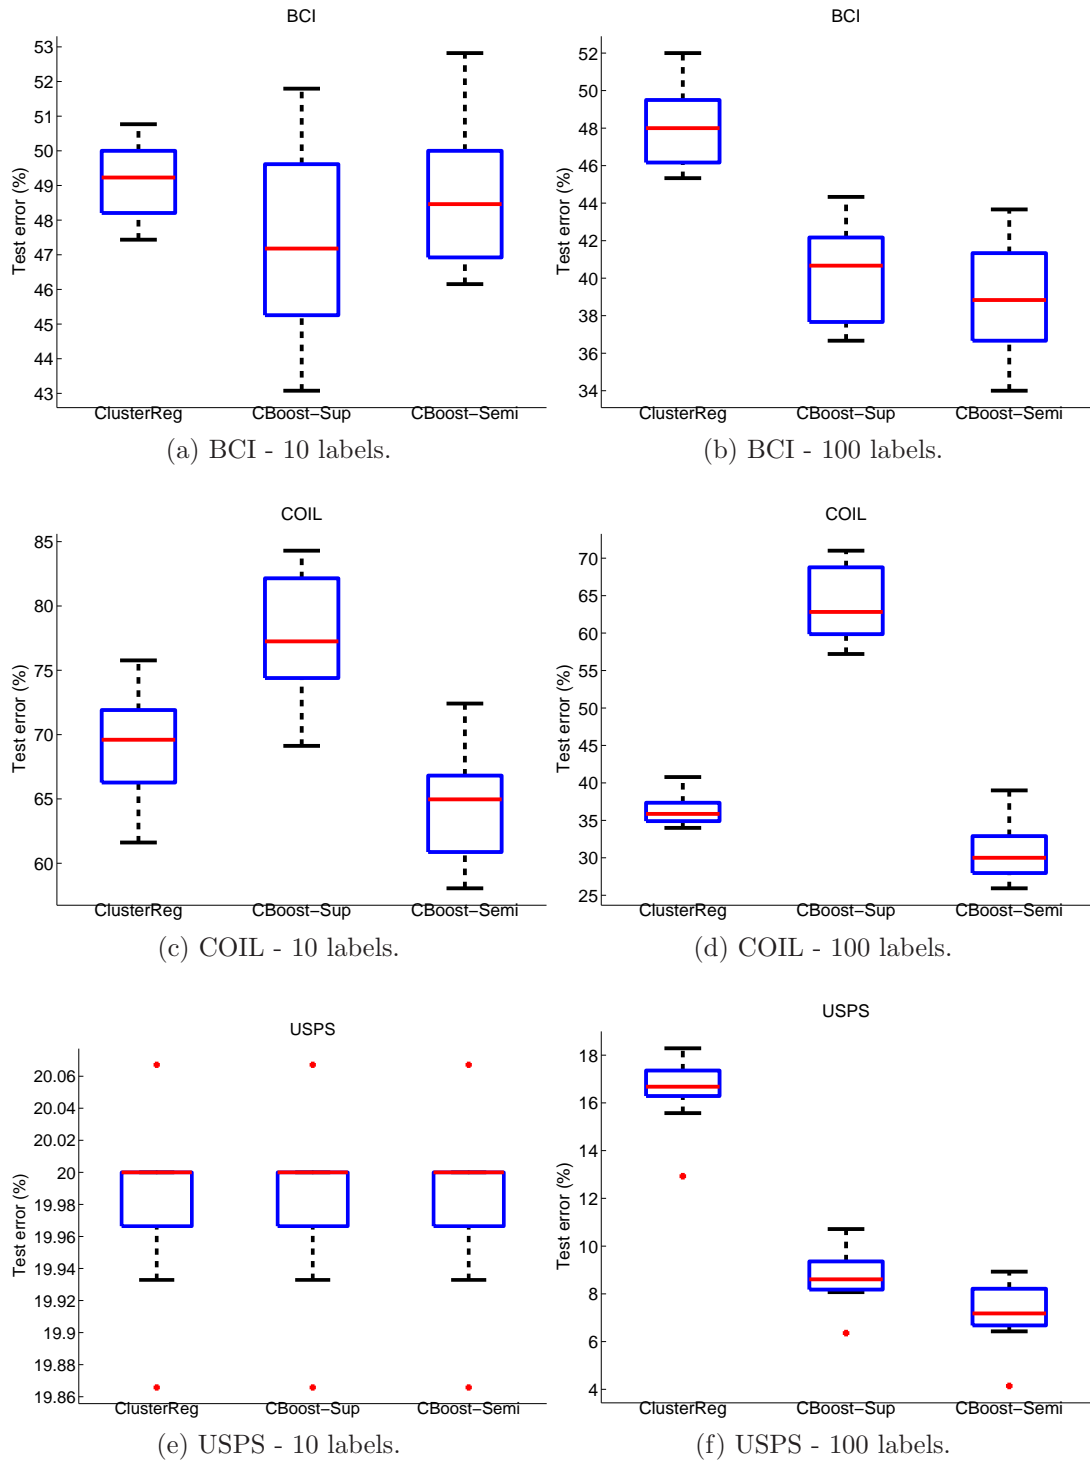 BCI
53
52
51
50
49
48
47
46
45
44
43
Test error (%)
ClusterReg CBoost−Sup CBoost−Semi
(a) BCI - 10 labels.
BCI
52
50
48
46
44
42
40
38
36
34
Test error (%)
ClusterReg CBoost−Sup CBoost−Semi
(b) BCI - 100 labels.
COIL
85
80
75
70
65
60
Test error (%)
ClusterReg CBoost−Sup CBoost−Semi
(c) COIL - 10 labels.
COIL
70
65
60
55
50
45
40
35
30
25
Test error (%)
ClusterReg CBoost−Sup CBoost−Semi
(d) COIL - 100 labels.
USPS
20.06
20.04
20.02
20
19.98
19.96
19.94
19.92
19.9
19.88
19.86
Test error (%)
ClusterReg CBoost−Sup CBoost−Semi
(e) USPS - 10 labels.
USPS
18
16
14
12
10
8
6
4
Test error (%)
ClusterReg CBoost−Sup CBoost−Semi
(f) USPS - 100 labels.